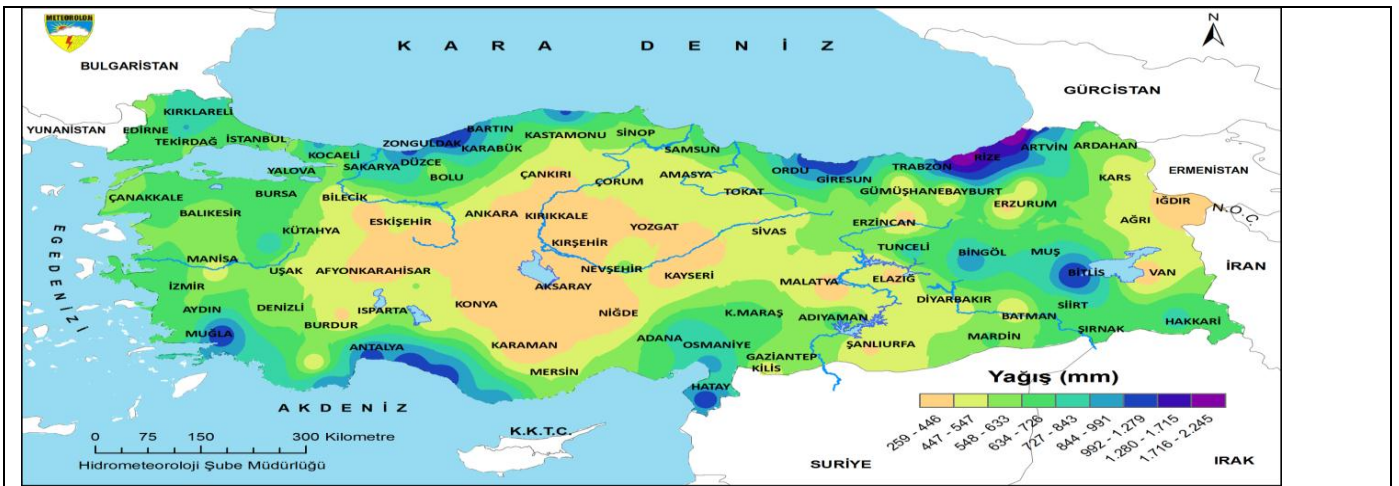 METEOROLOJİ
K A R A D E N İ Z
N
BULGARİSTAN
GÜRCİSTAN
YUNANİSTAN
ERMENİSTAN
N.O.C.
İRAN
IRAK
SURİYE
K.K.T.C.
A K D E N İ Z
E G E D E N İ Z İ
KIRKLARELİ
EDİRNE
TEKİRDAĞ
İSTANBUL
KOCAELİ
YALOVA
SAKARYA
DÜZCE
ZONGULDAK
BARTIN
KARABÜK
BOLU
KASTAMONU
SİNOP
SAMSUN
ÇANKIRI
ÇORUM
AMASYA
TOKAT
ORDU
GİRESUN
TRABZON
RİZE
ARTVİN
ARDAHAN
GÜMÜŞHANE
BAYBURT
KARS
IĞDIR
ERZURUM
AĞRI
ERZİNCAN
ÇANAKKALE
BALIKESİR
BURSA
BİLECİK
ESKİŞEHİR
KÜTAHYA
ANKARA
KIRIKKALE
KIRŞEHİR
YOZGAT
SİVAS
TUNCELİ
BİNGÖL
MUŞ
BİTLİS
VAN
MANİSA
UŞAK
AFYONKARAHİSAR
NEVŞEHİR
AKSARAY
KAYSERİ
MALATYA
ELAZIĞ
DİYARBAKIR
BATMAN
SİİRT
ŞIRNAK
HAKKARİ
İZMİR
AYDIN
DENİZLİ
ISPARTA
BURDUR
KONYA
NİĞDE
K.MARAŞ
ADIYAMAN
ŞANLIURFA
MARDİN
MUĞLA
ANTALYA
KARAMAN
MERSİN
ADANA
OSMANİYE
GAZİANTEP
KİLİS
HATAY
Yağış (mm)
259 - 446
447 - 547
548 - 633
634 - 726
727 - 843
844 - 991
992 - 1.279
1.280 - 1.715
1.716 - 2.245
0 75 150 300 Kilometre
Hidrometeoroloji Şube Müdürlüğü